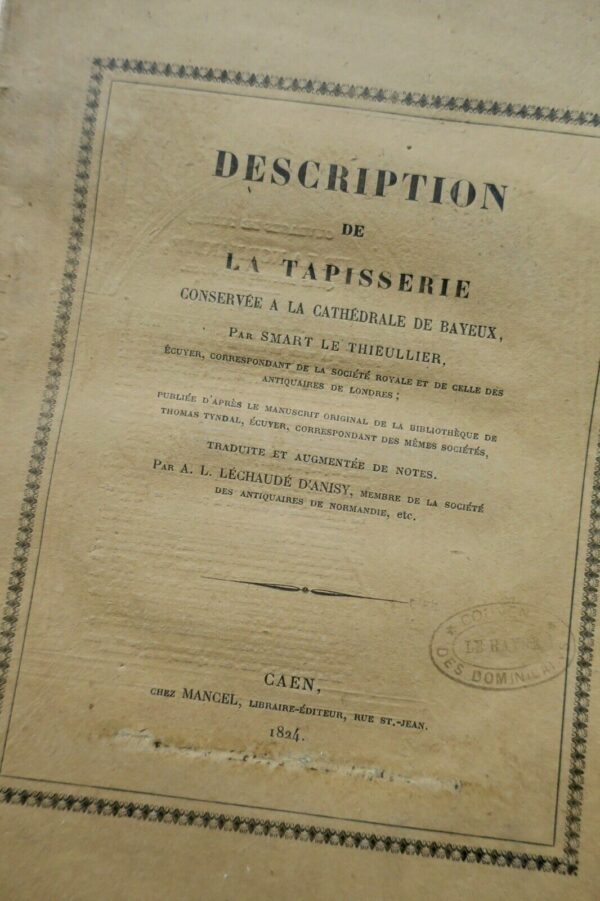 DESCRIPTION
DE
LA TAPISSERIE
CONSERVÉE A LA CATHÉDRALE DE BAYEUX,
PAR SMART LE THIEULLIER,
ÉCUYER, CORRESPONDANT DE LA SOCIÉTÉ ROYALE ET DE CELLE DES
ANTIQUAIRES DE LONDRES;
PUBLIÉE D'APRÈS LE MANUSCRIT ORIGINAL DE LA BIBLIOTHÈQUE DE
THOMAS TYNDAL, ÉCUYER, CORRESPONDANT DES MÊMES SOCIÉTÉS,
TRADUITE ET AUGMENTÉE DE NOTES.
PAR A. L. LÉCHAUDÉ D'ANISY, MEMBRE DE LA SOCIÉTÉ
DES ANTIQUAIRES DE NORMANDIE, etc.
LE HAVRE
DES
CAEN,
CHEZ MANCEL, LIBRAIRE-ÉDITEUR, RUE ST.-JEAN.
1824.